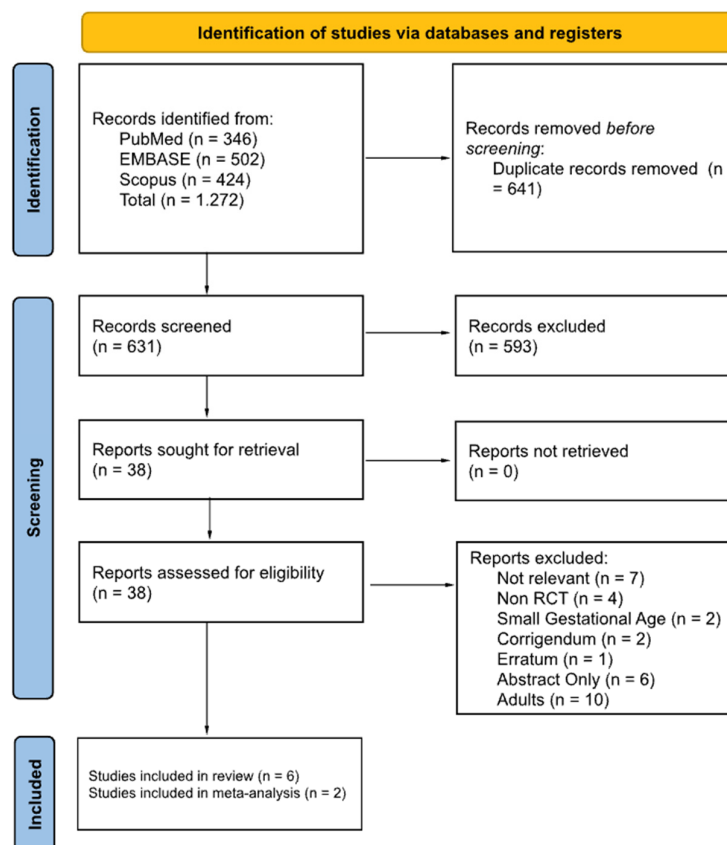 Identification of studies via databases and registers
Identification
Records identified from:
PubMed (n = 346)
EMBASE (n = 502)
Scopus (n = 424)
Total (n = 1.272)
Records removed before
screening:
Duplicate records removed (n
= 641)
Screening
Records screened
(n = 631)
Records excluded
(n = 593)
Reports sought for retrieval
(n = 38)
Reports not retrieved
(n = 0)
Reports assessed for eligibility
(n = 38)
Reports excluded:
Not relevant (n = 7)
Non RCT (n = 4)
Small Gestational Age (n = 2)
Corrigendum (n = 2)
Erratum (n = 1)
Abstract Only (n = 6)
Adults (n = 10)
Included
Studies included in review (n = 6)
Studies included in meta-analysis (n = 2)